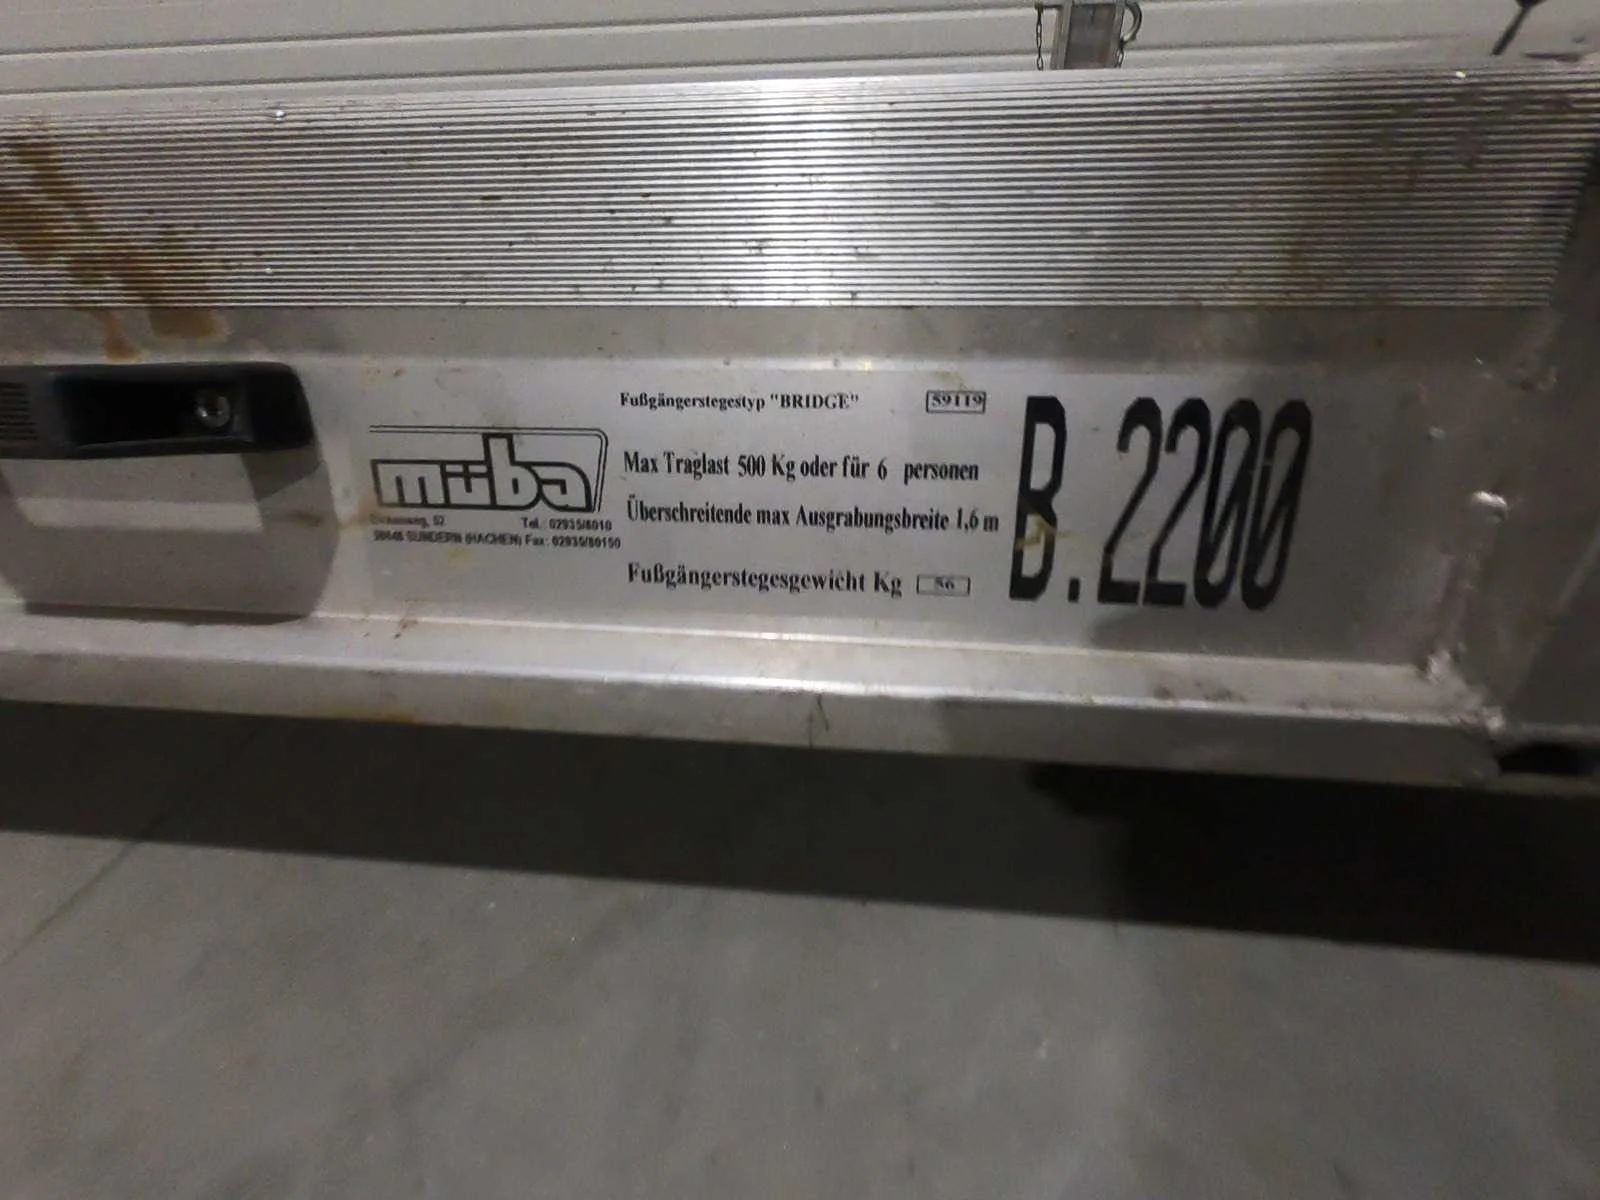 Fußgängerstegestyp "BRIDGE" 59119
müba
Max Traglast 500 Kg oder für 6 personen
Überschreitende max Ausgrabungsbreite 1,6 m
52 Tel.: 02935/8010
SUNDERN (HACHEN) Fax: 02935/80150
Fußgängerstegesgewicht Kg 56
B.2200